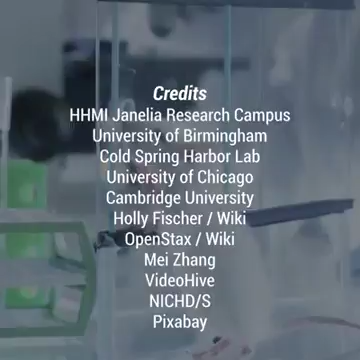 Credits
HHMI Janelia Research Campus
University of Birmingham
Cold Spring Harbor Lab
University of Chicago
Cambridge University
Holly Fischer / Wiki
OpenStax / Wiki
Mei Zhang
VideoHive
NICHD/S
Pixabay